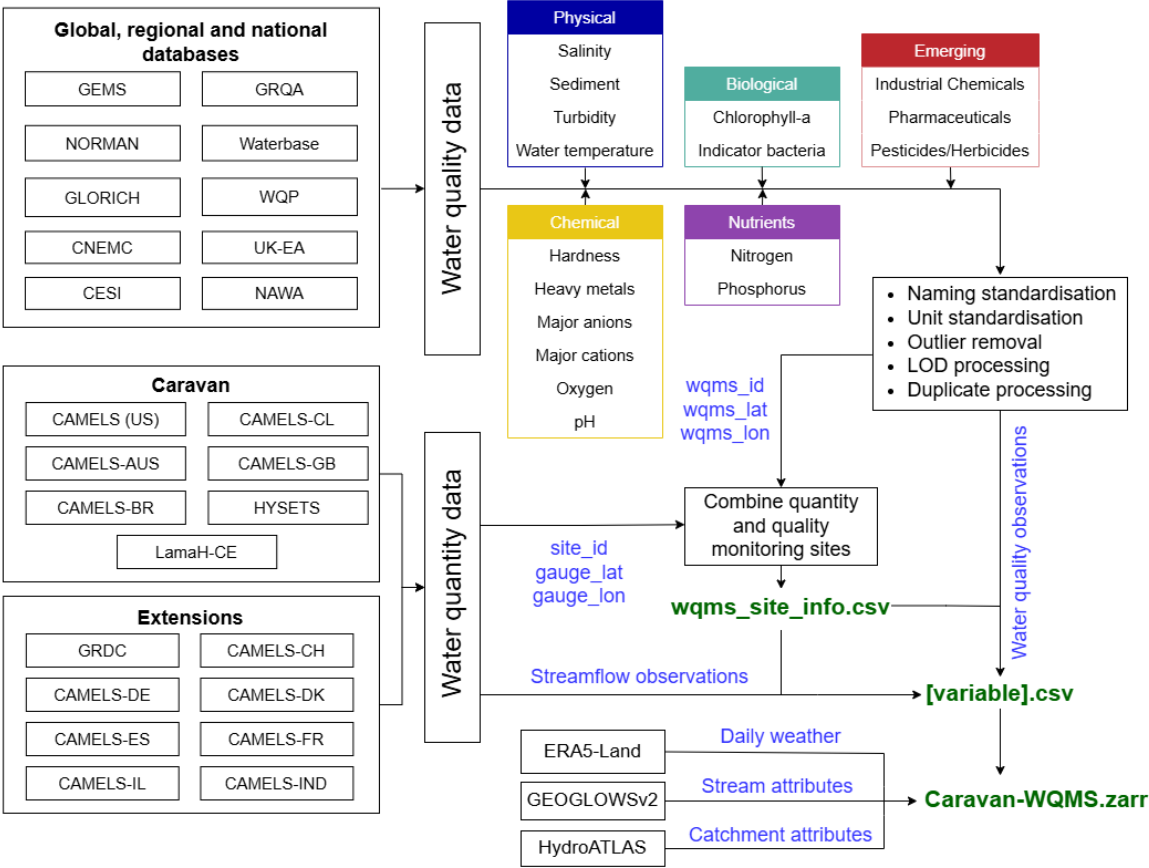 Global, regional and national
databases
GEMS
GRQA
NORMAN
Waterbase
GLORICH
WQP
CNEMC
UK-EA
CESI
NAWA
Water quality data
Physical
Salinity
Sediment
Turbidity
Water temperature
Biological
Chlorophyll-a
Indicator bacteria
Emerging
Industrial Chemicals
Pharmaceuticals
Pesticides/Herbicides
Chemical
Hardness
Heavy metals
Major anions
Major cations
Oxygen
pH
Nutrients
Nitrogen
Phosphorus
• Naming standardisation
• Unit standardisation
• Outlier removal
• LOD processing
• Duplicate processing
wqms_id
wqms_lat
wqms_lon
Caravan
CAMELS (US)
CAMELS-CL
CAMELS-AUS
CAMELS-GB
CAMELS-BR
HYSETS
LamaH-CE
Extensions
GRDC
CAMELS-CH
CAMELS-DE
CAMELS-DK
CAMELS-ES
CAMELS-FR
CAMELS-IL
CAMELS-IND
Water quantity data
site_id
gauge_lat
gauge_lon
Combine quantity
and quality
monitoring sites
wqms_site_info.csv
Water quality observations
Streamflow observations
[variable].csv
ERA5-Land
Daily weather
GEOGLOWSv2
Stream attributes
HydroATLAS
Catchment attributes
Caravan-WQMS.zarr